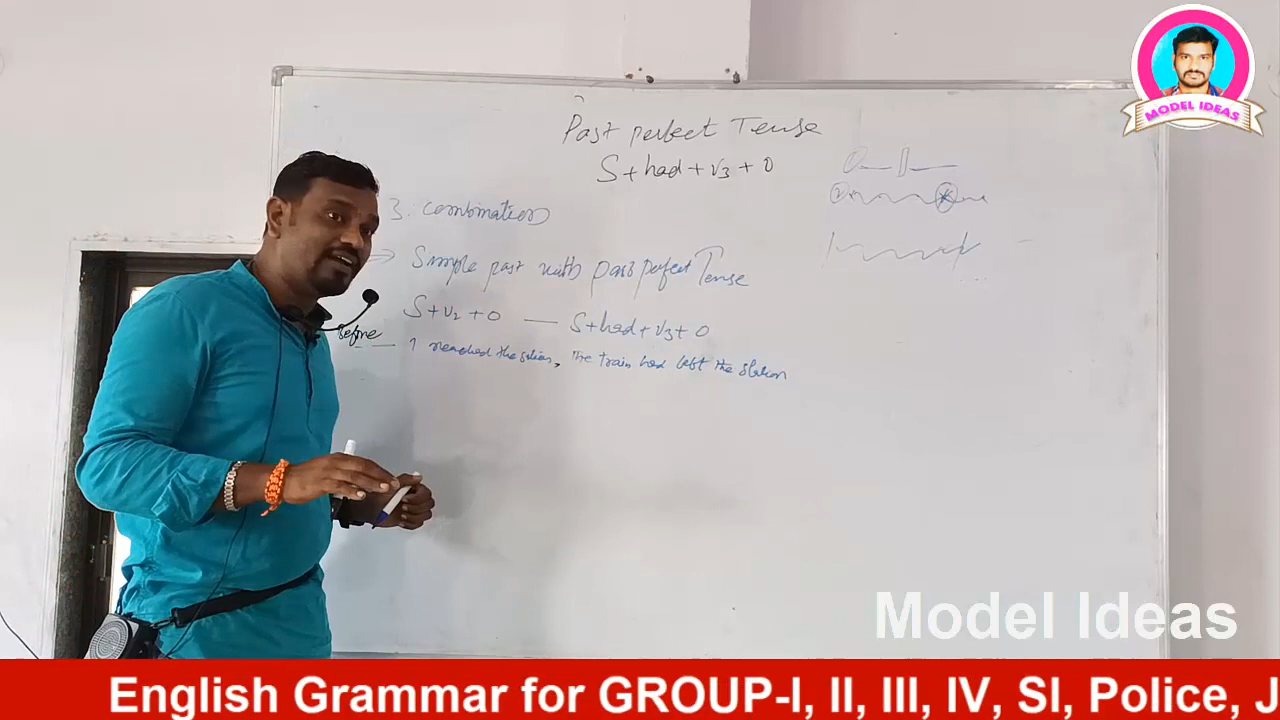 MODEL IDEAS
Past perfect Tense
S+had+V3+O
3. combinations
⇒ Simple past with past perfect Tense
S+V2+O — S+had+V3+O
Before
I reached the station, The train had left the station
Model Ideas
English Grammar for GROUP-I, II, III, IV, SI, Police, J